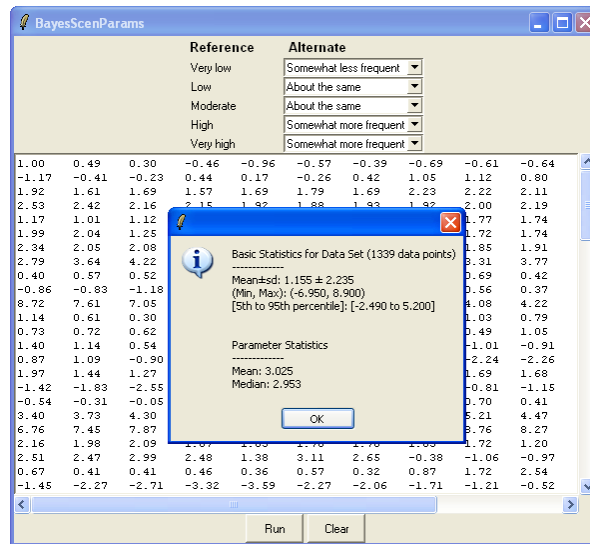 BayesScenParams
Reference Alternate
Very low Somewhat less frequent
Low About the same
Moderate About the same
High Somewhat more frequent
Very high Somewhat more frequent
1.00 0.49 0.30 -0.46 -0.96 -0.57 -0.39 -0.69 -0.61 -0.64
-1.17 -0.41 -0.23 0.44 0.17 -0.26 0.42 1.05 1.12 0.80
1.92 1.61 1.69 1.57 1.69 1.79 1.69 2.23 2.22 2.11
2.53 2.42 2.16 2.15 1.92 1.88 1.93 1.92 2.00 2.19
1.17 1.01 1.12 1.77 1.74
1.99 2.04 1.25 1.72 1.74
2.34 2.05 2.08 1.85 1.91
2.79 3.64 4.22 3.31 3.77
0.40 0.57 0.52 0.69 0.42
-0.86 -0.83 -1.18 0.56 0.37
8.72 7.61 7.05 4.08 4.22
1.14 0.61 0.30 1.03 0.79
0.73 0.72 0.62 0.49 1.05
1.40 1.14 0.54 -1.01 -0.91
0.87 1.09 -0.90 -2.24 -2.26
1.97 1.44 1.27 1.69 1.68
-1.42 -1.83 -2.55 -0.81 -1.15
-0.54 -0.31 -0.05 0.70 0.41
3.40 3.73 4.30 5.21 4.47
6.76 7.45 7.87 8.76 8.27
2.16 1.98 2.09 1.72 1.20
2.51 2.47 2.99 2.48 1.38 3.11 2.65 -0.38 -1.06 -0.97
0.67 0.41 0.41 0.46 0.36 0.57 0.32 0.87 1.72 2.54
-1.45 -2.27 -2.71 -3.32 -3.59 -2.27 -2.06 -1.71 -1.21 -0.52
Basic Statistics for Data Set (1339 data points)
-------------
Mean±sd: 1.155 ± 2.235
(Min, Max): (-6.950, 8.900)
[5th to 95th percentile]: [-2.490 to 5.200]
Parameter Statistics
-------------
Mean: 3.025
Median: 2.953
OK
Run Clear